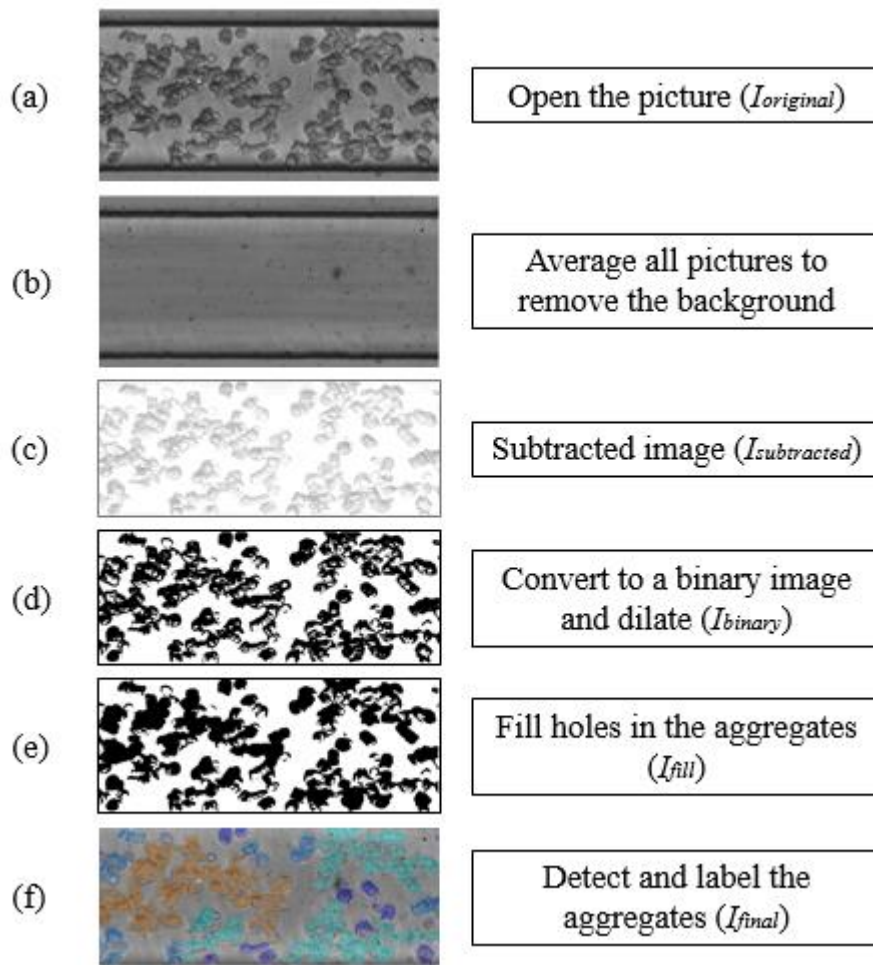 (a)
Open the picture (Ioriginal)
(b)
Average all pictures to
remove the background
(c)
Subtracted image (Isubtracted)
(d)
Convert to a binary image
and dilate (Ibinary)
(e)
Fill holes in the aggregates
(Ifill)
(f)
Detect and label the
aggregates (Ifinal)